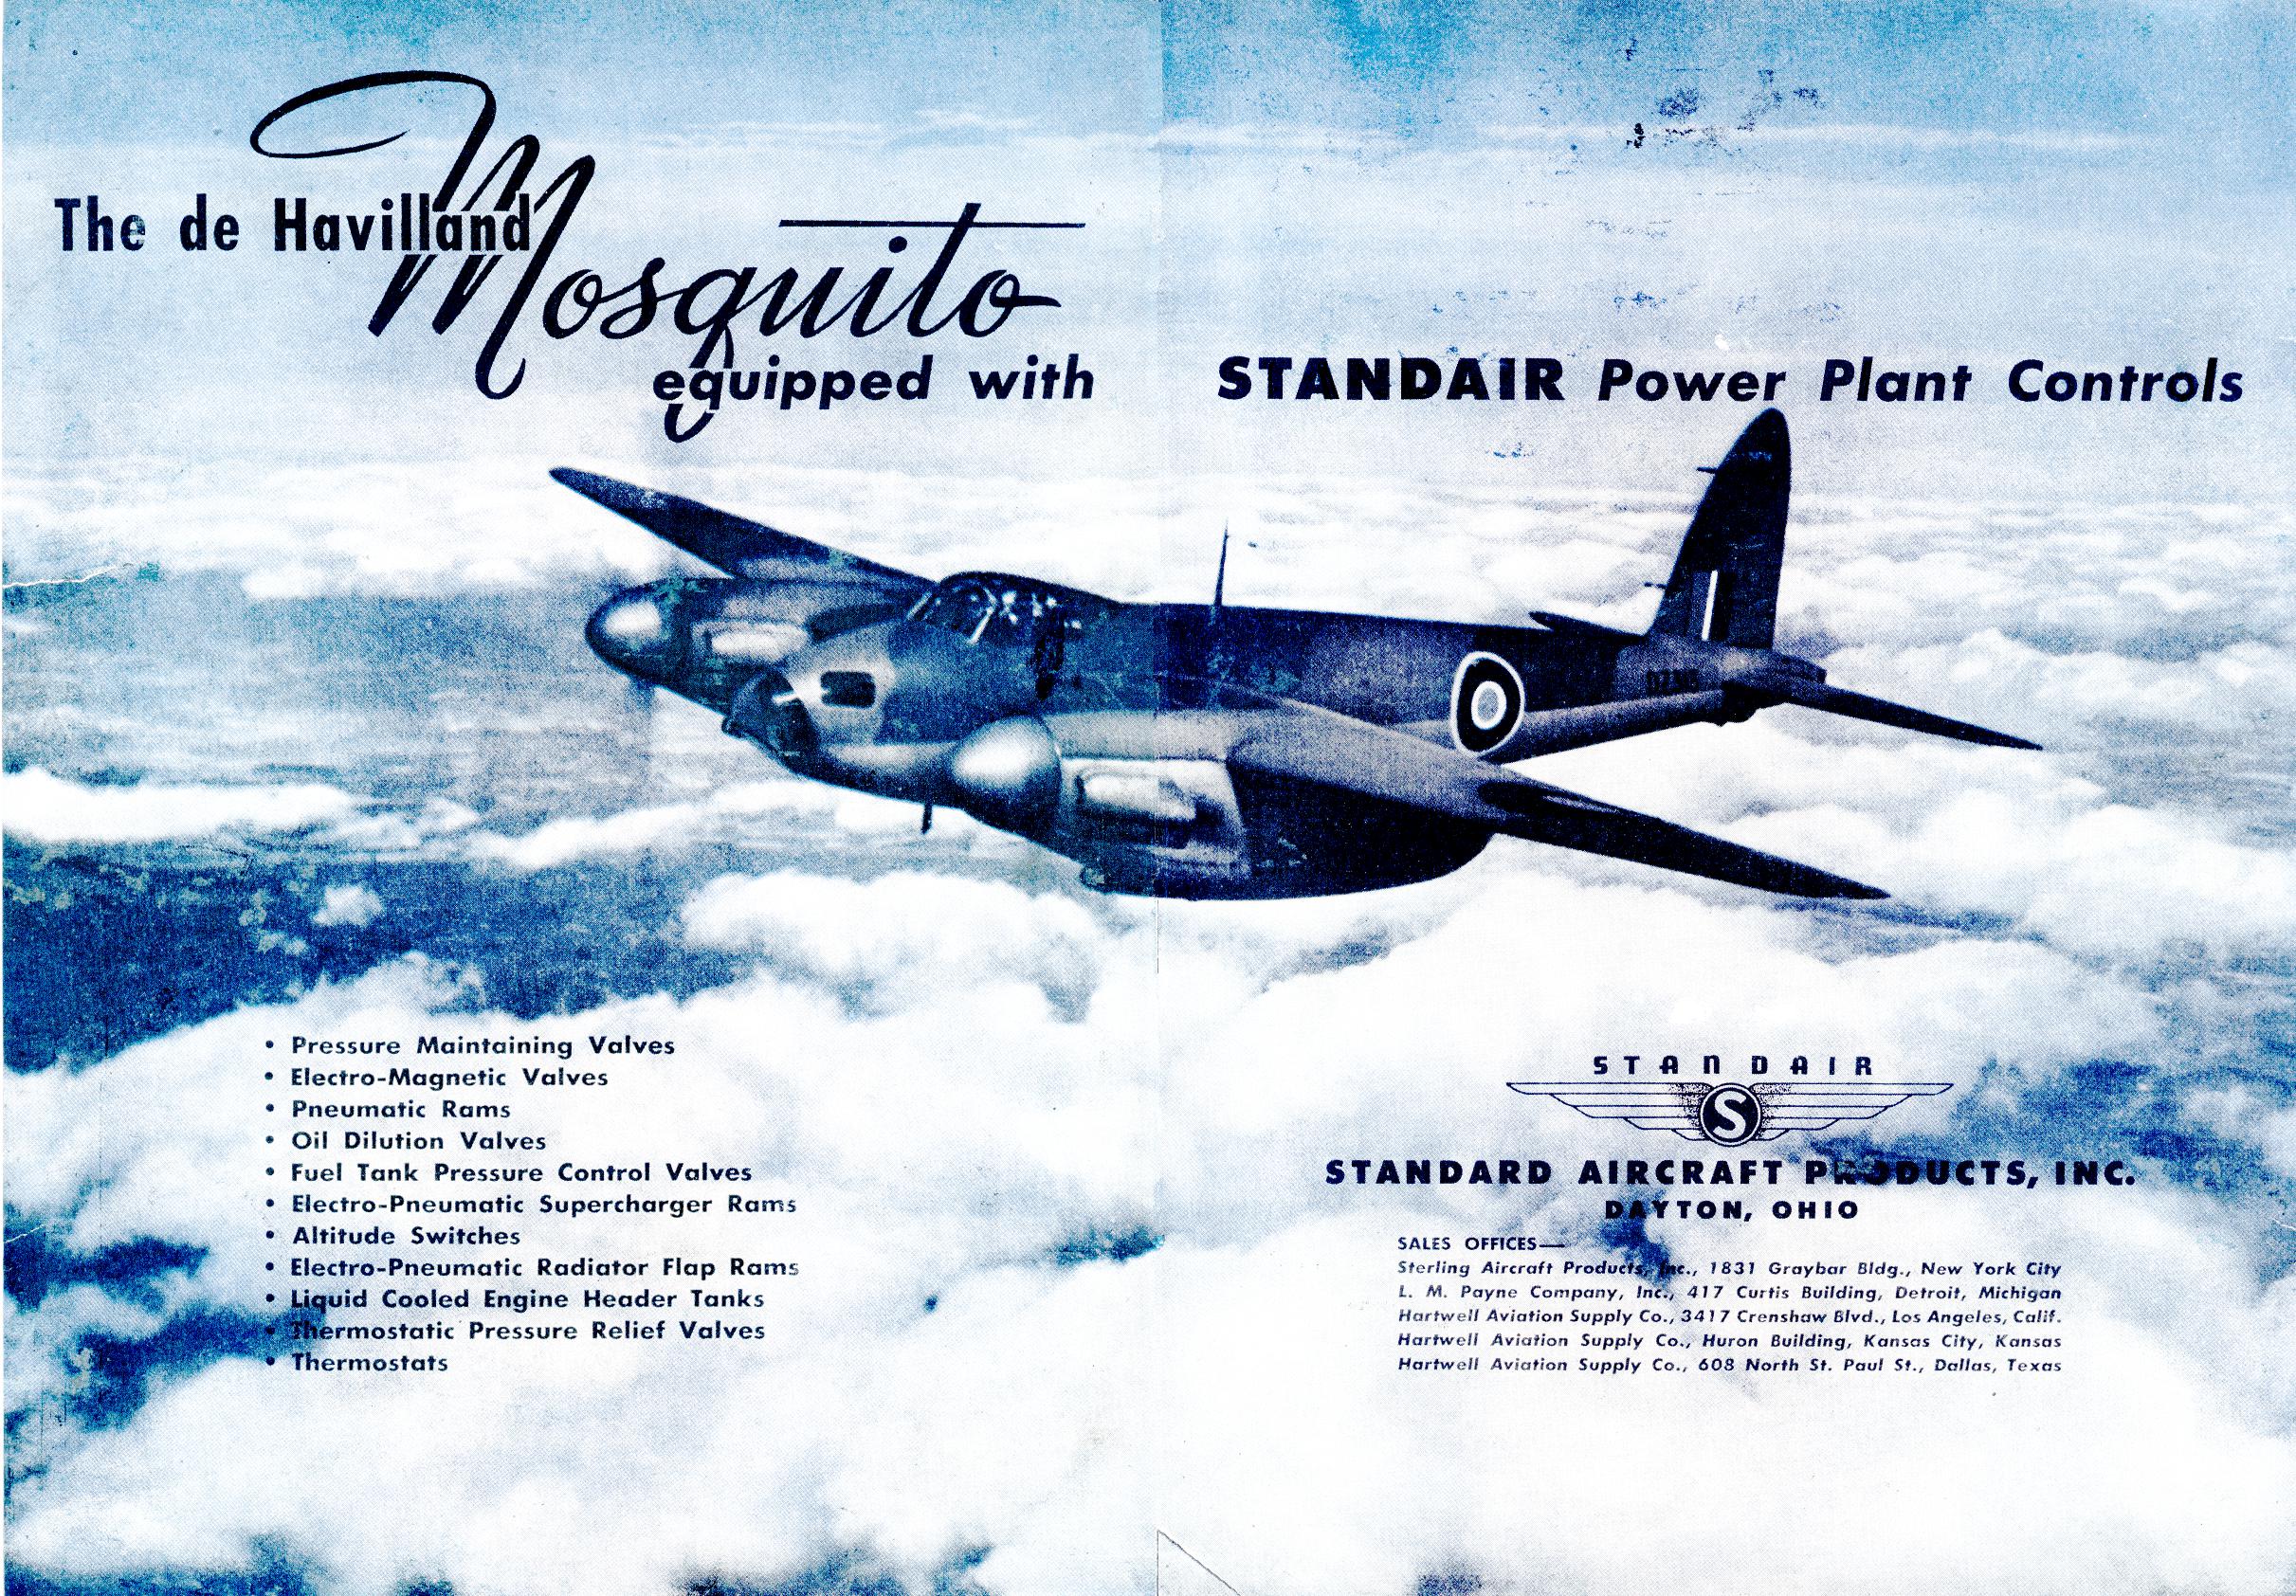 The de Havilland Mosquito
equipped with STANDAIR Power Plant Controls
• Pressure Maintaining Valves
• Electro-Magnetic Valves
• Pneumatic Rams
• Oil Dilution Valves
• Fuel Tank Pressure Control Valves
• Electro-Pneumatic Supercharger Rams
• Altitude Switches
• Electro-Pneumatic Radiator Flap Rams
• Liquid Cooled Engine Header Tanks
• Thermostatic Pressure Relief Valves
• Thermostats
STANDAIR
S
STANDARD AIRCRAFT PRODUCTS, INC.
DAYTON, OHIO
SALES OFFICES—
Sterling Aircraft Products, Inc., 1831 Graybar Bldg., New York City
L. M. Payne Company, Inc., 417 Curtis Building, Detroit, Michigan
Hartwell Aviation Supply Co., 3417 Crenshaw Blvd., Los Angeles, Calif.
Hartwell Aviation Supply Co., Huron Building, Kansas City, Kansas
Hartwell Aviation Supply Co., 608 North St. Paul St., Dallas, Texas